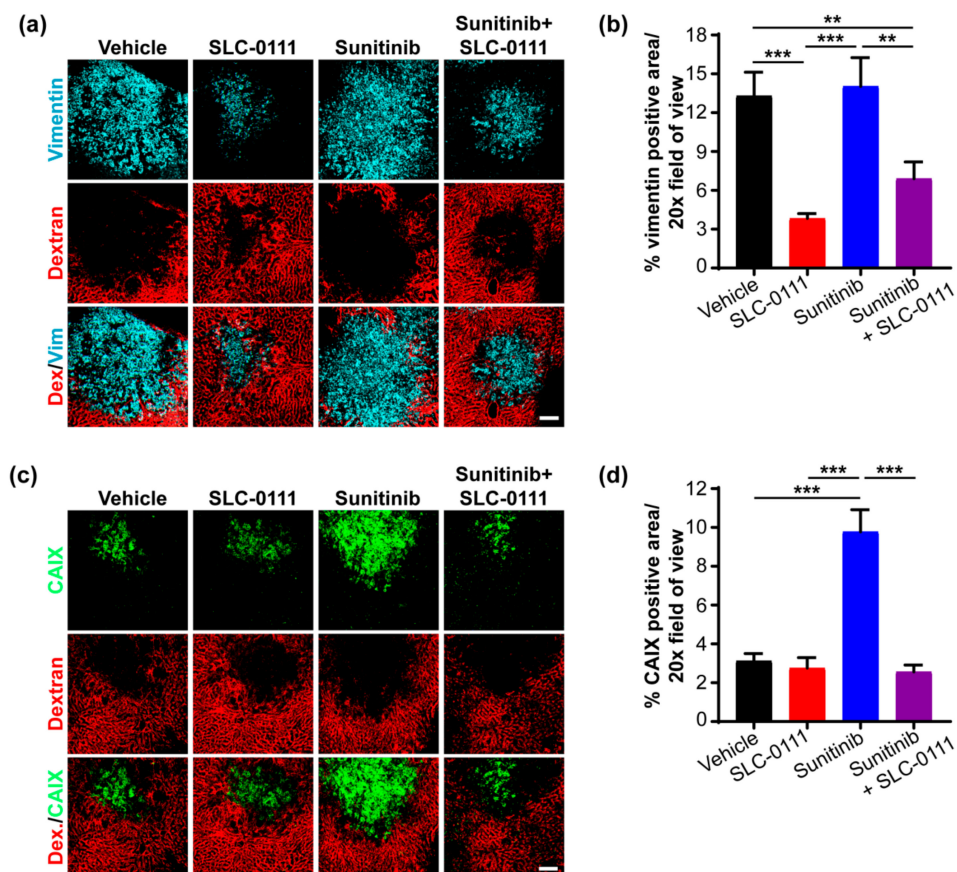 (a)
Vehicle SLC-0111 Sunitinib Sunitinib+
SLC-0111
Vimentin
Dextran
Dex/Vim
(b)
% vimentin positive area/
20x field of view
18
15
12
9
6
3
0
**
*** *** **
Vehicle
SLC-0111
Sunitinib
Sunitinib
+ SLC-0111
(c)
Vehicle SLC-0111 Sunitinib Sunitinib+
SLC-0111
CAIX
Dextran
Dex./CAIX
(d)
% CAIX positive area/
20x field of view
12
10
8
6
4
2
0
*** ***
***
Vehicle
SLC-0111
Sunitinib
Sunitinib
+ SLC-0111